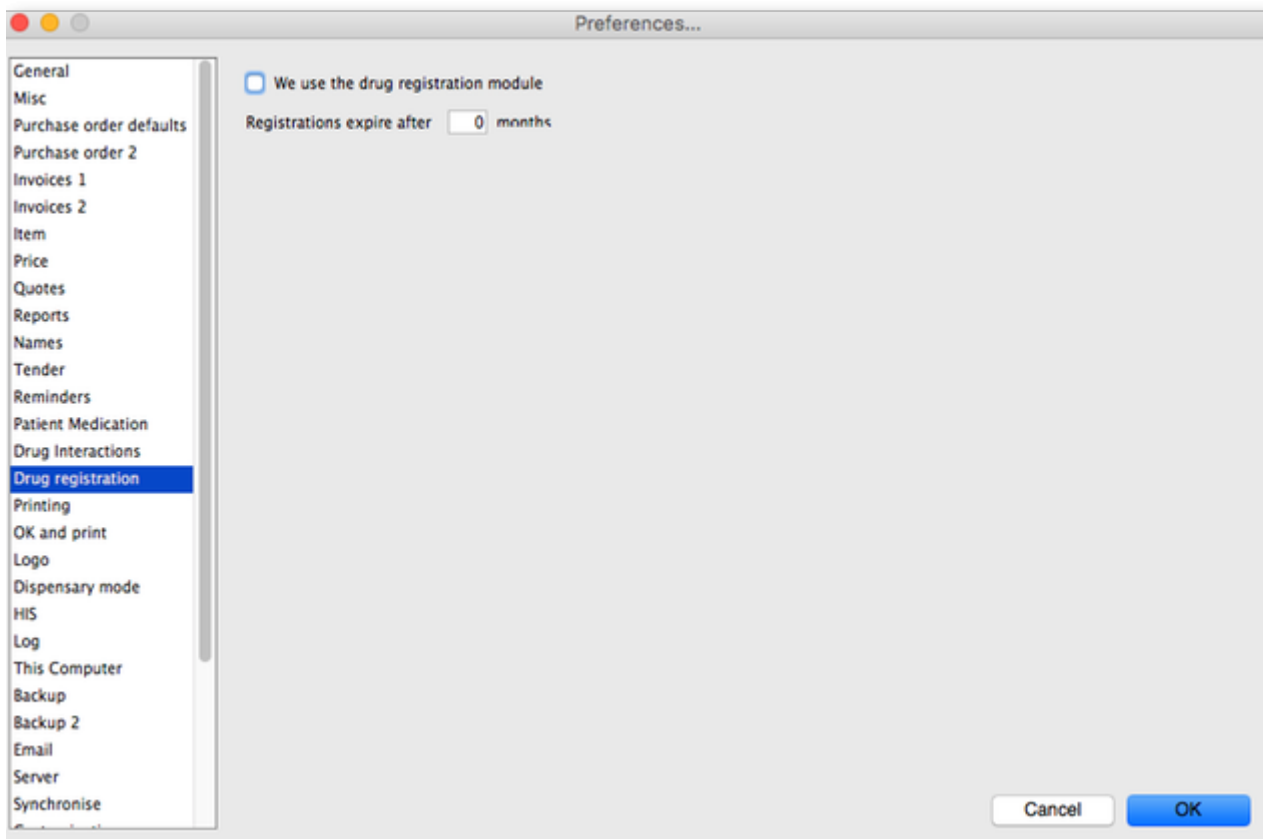 Preferences...
General
Misc
Purchase order defaults
Purchase order 2
Invoices 1
Invoices 2
Item
Price
Quotes
Reports
Names
Tender
Reminders
Patient Medication
Drug Interactions
Drug registration
Printing
OK and print
Logo
Dispensary mode
HIS
Log
This Computer
Backup
Backup 2
Email
Server
Synchronise
We use the drug registration module
Registrations expire after 0 months
Cancel OK